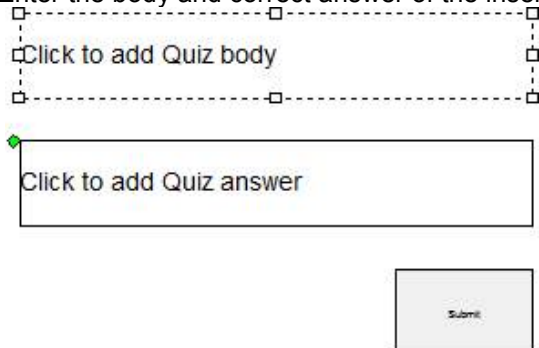 Enter the body and correct answer of the
Click to add Quiz body
Click to add Quiz answer
Submit